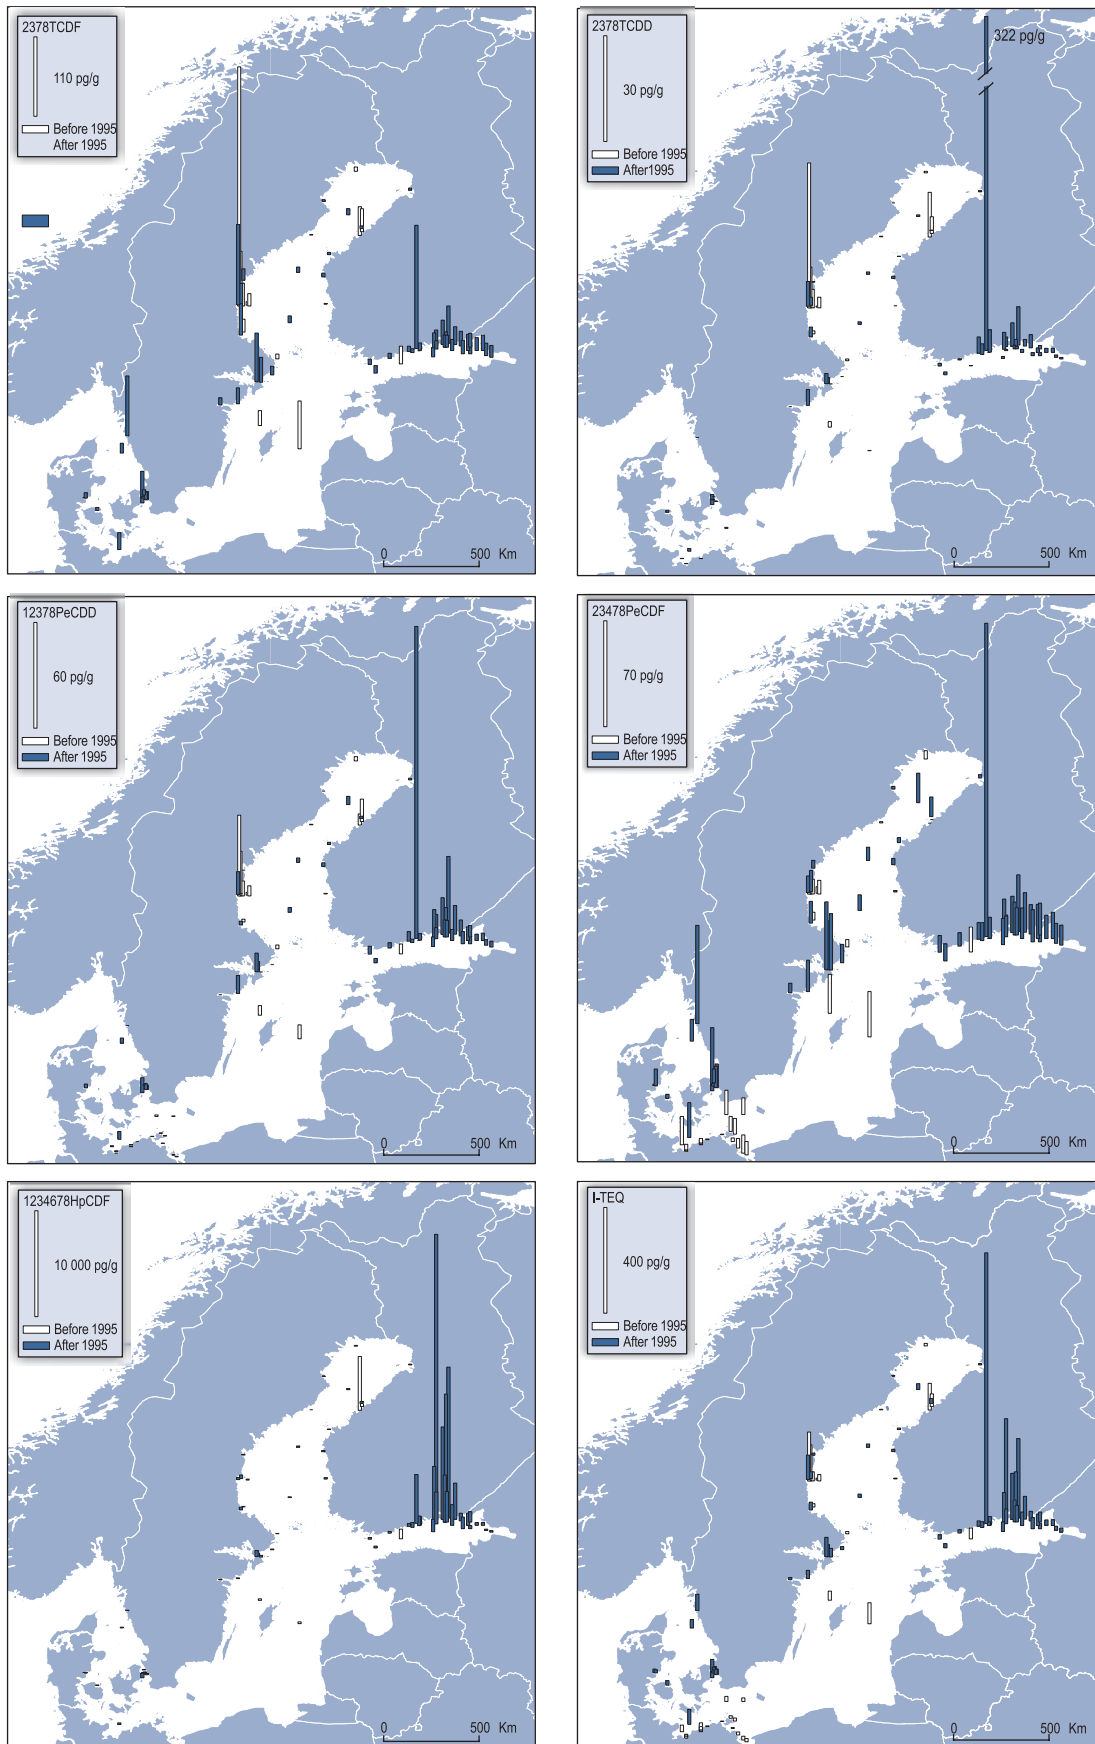 2378TCDF
110 pg/g
Before 1995
After 1995
0 500 Km
2378TCDD
30 pg/g
Before 1995
After1995
322 pg/g
0 500 Km
12378PeCDD
60 pg/g
Before 1995
After 1995
0 500 Km
23478PeCDF
70 pg/g
Before 1995
After 1995
0 500 Km
1234678HpCDF
10 000 pg/g
Before 1995
After 1995
0 500 Km
I-TEQ
400 pg/g
Before 1995
After 1995
0 500 Km